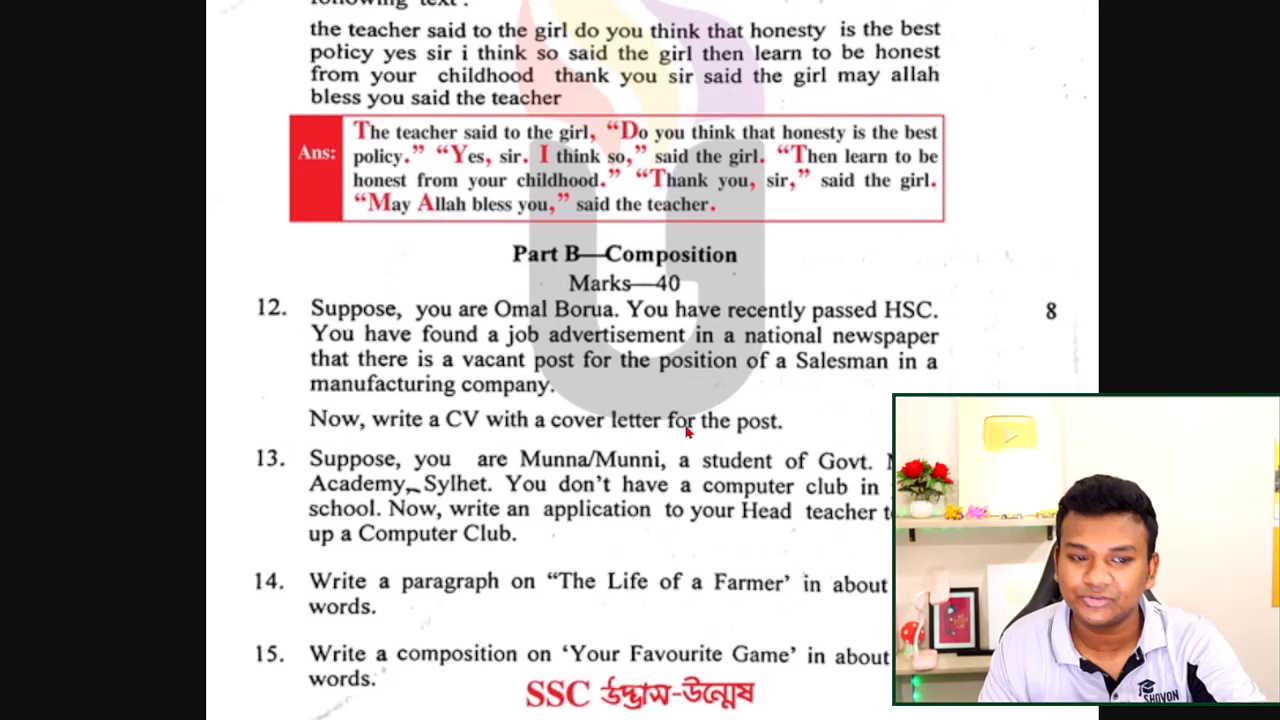 following text :
the teacher said to the girl do you think that honesty is the best
policy yes sir i think so said the girl then learn to be honest
from your childhood thank you sir said the girl may allah
bless you said the teacher
Ans:
The teacher said to the girl, “Do you think that honesty is the best
policy.” “Yes, sir. I think so,” said the girl. “Then learn to be
honest from your childhood.” “Thank you, sir,” said the girl.
“May Allah bless you,” said the teacher.
Part B—Composition
Marks—40
12. Suppose, you are Omal Borua. You have recently passed HSC. 8
You have found a job advertisement in a national newspaper
that there is a vacant post for the position of a Salesman in a
manufacturing company.
Now, write a CV with a cover letter for the post.
13. Suppose, you are Munna/Munni, a student of Govt.
Academy, Sylhet. You don’t have a computer club in
school. Now, write an application to your Head teacher
up a Computer Club.
14. Write a paragraph on “The Life of a Farmer’ in about
words.
15. Write a composition on ‘Your Favourite Game’ in about
words.
SSC উদ্ভাস-উন্মেষ
SHOVON